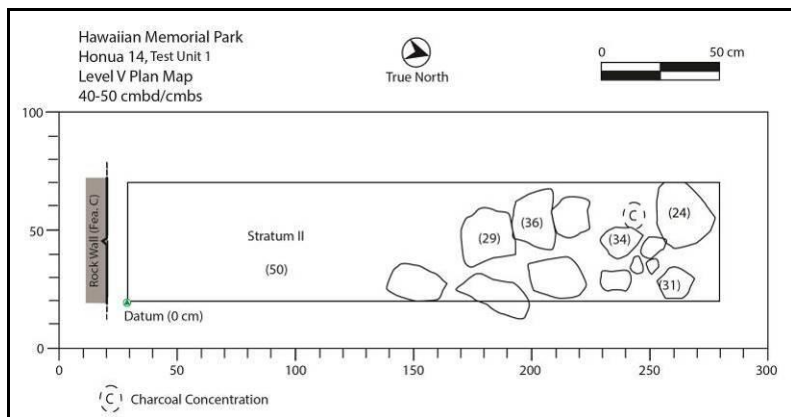 Hawaiian Memorial Park
Honua 14, Test Unit 1
Level V Plan Map
40-50 cmbd/cmbs
True North
0 50 cm
100
50
0
Rock Wall (Fea. C)
Stratum II
(50)
(29)
(36)
(34)
C
(24)
(31)
Datum (0 cm)
0 50 100 150 200 250 300
C Charcoal Concentration